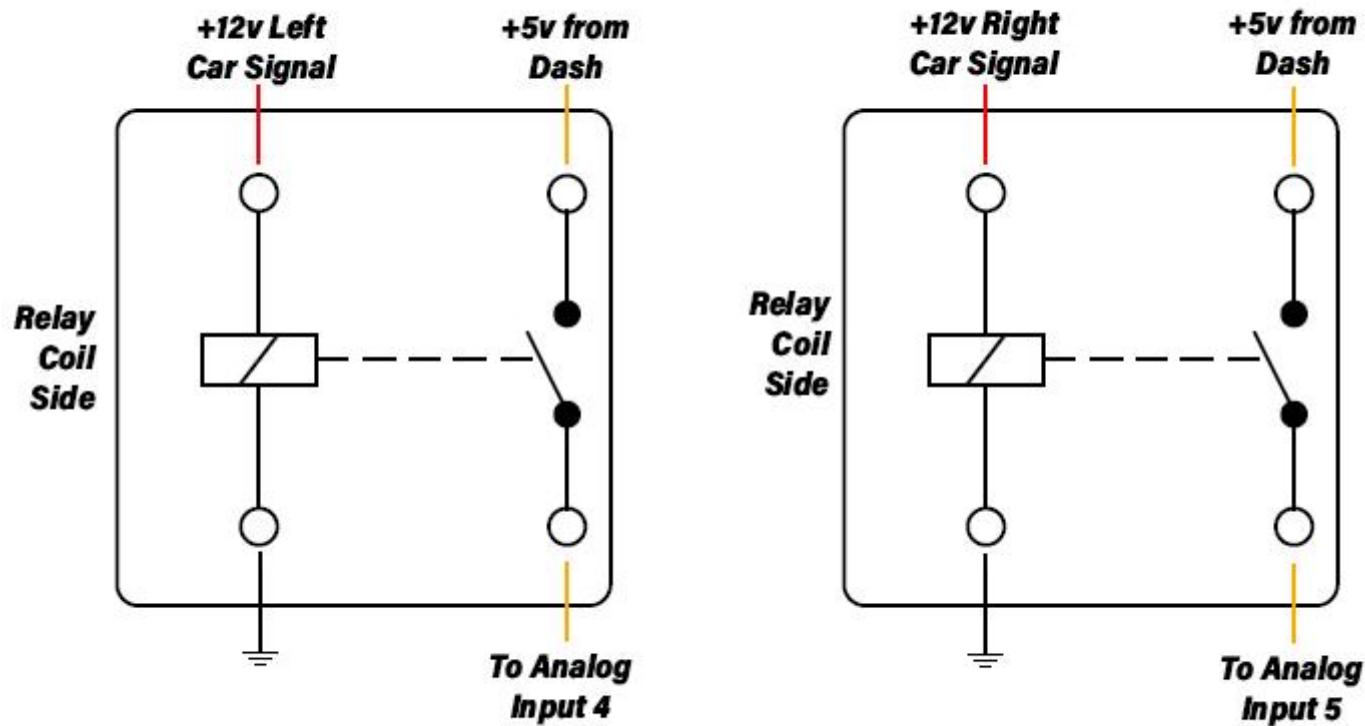 +12v Left
Car Signal
+5v from
Dash
Relay
Coil
Side
To Analog
Input 4
+12v Right
Car Signal
+5v from
Dash
Relay
Coil
Side
To Analog
Input 5